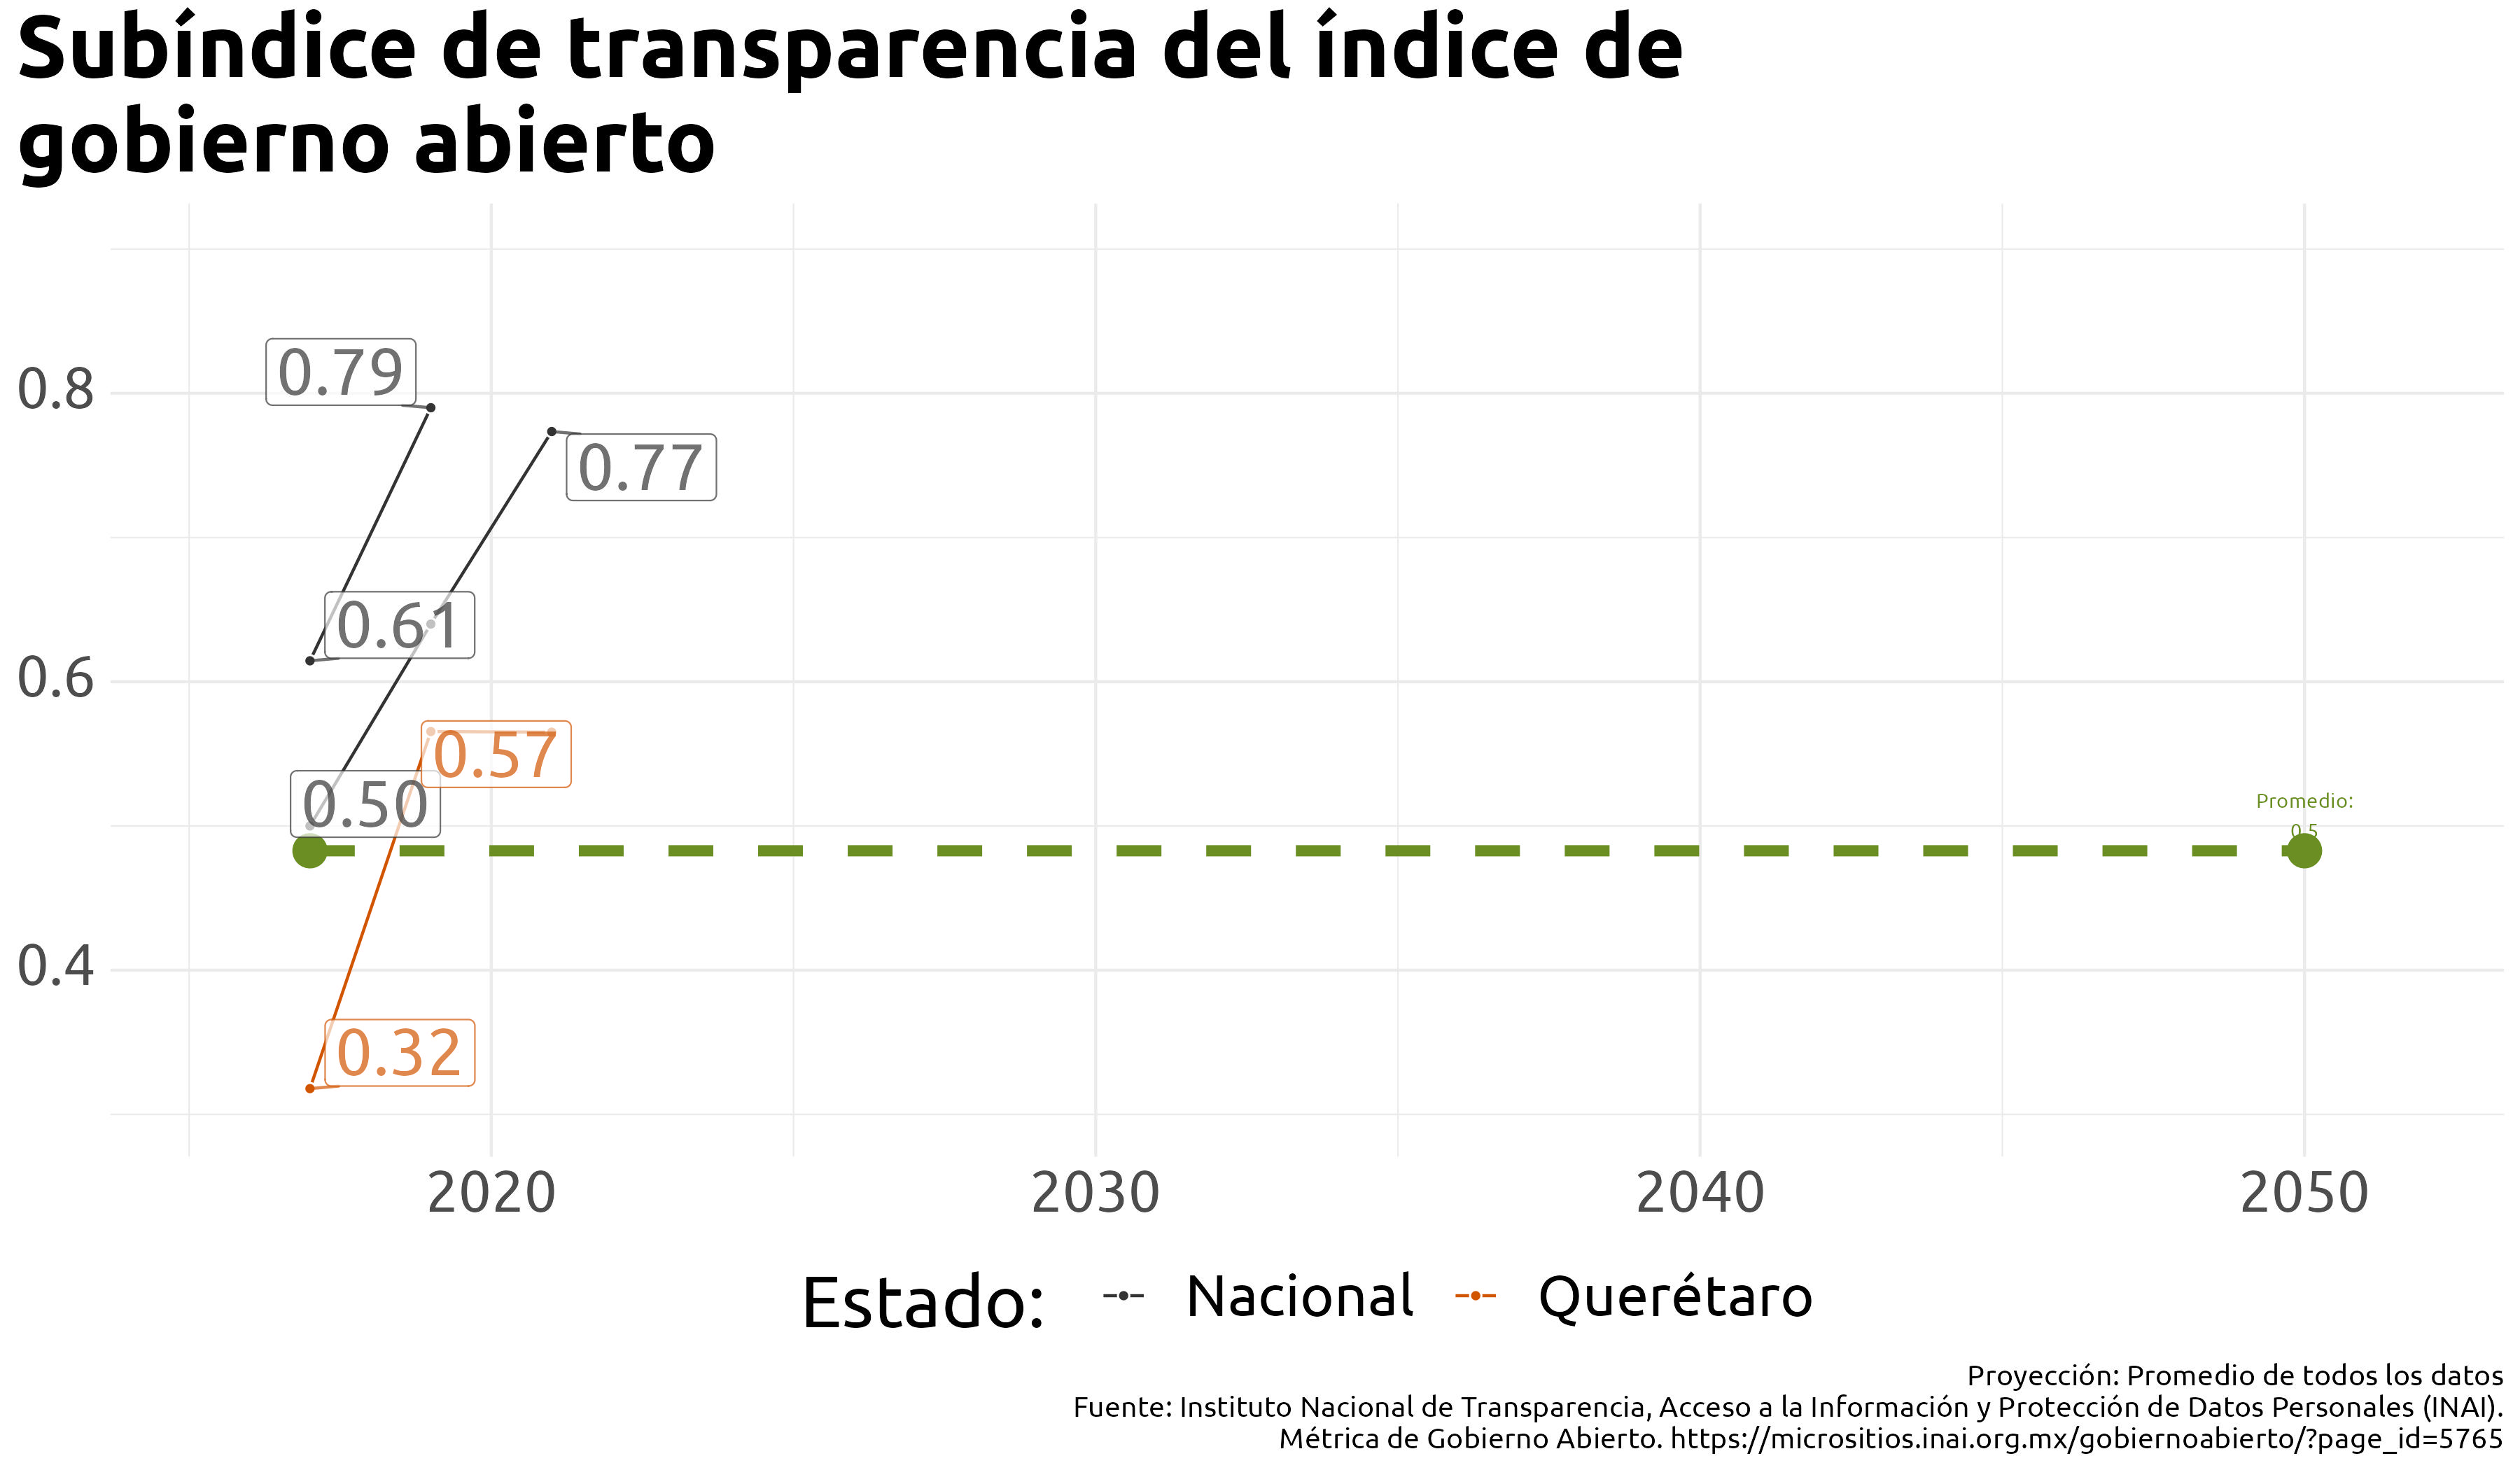 Subíndice de transparencia del índice de
gobierno abierto
0.8
0.6
0.4
0.79
0.77
0.61
0.57
0.50
0.32
Promedio:
0.5
2020
2030
2040
2050
Estado:
Nacional
Querétaro
Proyección: Promedio de todos los datos
Fuente: Instituto Nacional de Transparencia, Acceso a la Información y Protección de Datos Personales (INAI).
Métrica de Gobierno Abierto. https://micrositios.inai.org.mx/gobiernoabierto/?page_id=5765